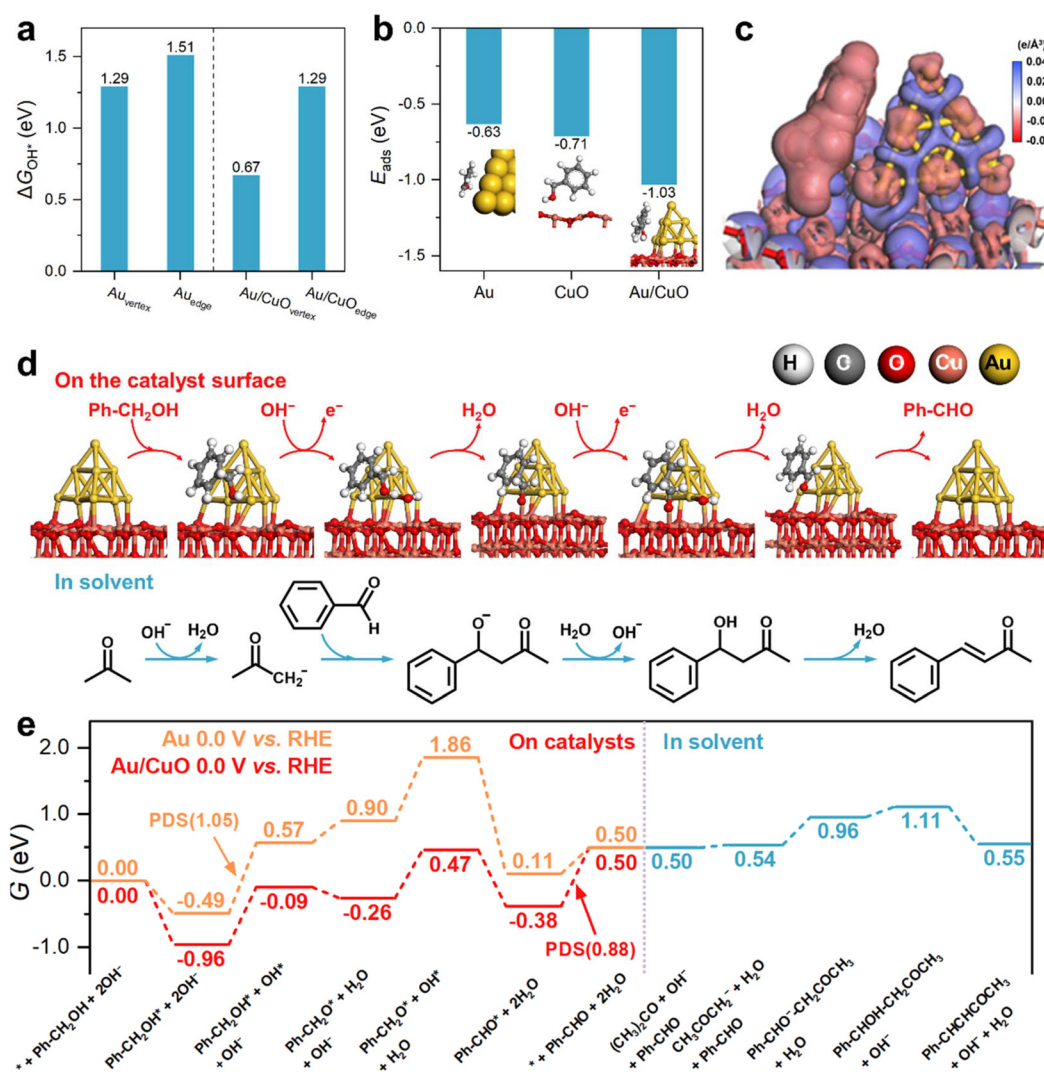 a
ΔG_OH* (eV)
1.5
1.0
0.5
0.0
1.29
1.51
0.67
1.29
Au_vertex
Au_edge
Au/CuO_vertex
Au/CuO_edge
b
E_ads (eV)
0.0
-0.5
-1.0
-1.5
-0.63
-0.71
-1.03
Au
CuO
Au/CuO
c
(e/Å³)
0.04
0.02
0.00
d
On the catalyst surface
H
C
O
Cu
Au
Ph-CH₂OH
OH⁻
e⁻
H₂O
OH⁻
e⁻
H₂O
Ph-CHO
In solvent
O
OH⁻
H₂O
O
CH₂⁻
O
H
O⁻
O
H₂O
OH⁻
OH
O
H₂O
O
e
G (eV)
2.0
1.0
0.0
-1.0
Au 0.0 V vs. RHE
Au/CuO 0.0 V vs. RHE
On catalysts
In solvent
PDS(1.05)
PDS(0.88)
0.00
-0.49
0.57
0.90
1.86
0.11
0.50
0.00
-0.96
-0.09
-0.26
0.47
-0.38
0.50
0.50
0.54
0.96
1.11
0.55
* + Ph-CH₂OH + 2OH⁻
Ph-CH₂OH* + 2OH⁻
Ph-CH₂OH* + OH*
+ OH⁻
Ph-CH₂O* + H₂O
+ OH⁻
Ph-CH₂O* + OH*
+ H₂O
Ph-CHO* + 2H₂O
* + Ph-CHO + 2H₂O
(CH₃)₂CO + OH⁻
+ Ph-CHO
CH₃COCH₂⁻ + H₂O
+ Ph-CHO
Ph-CHO⁻-CH₂COCH₃
+ H₂O
Ph-CHOH-CH₂COCH₃
+ OH⁻
Ph-CHCHCOCH₃
+ OH⁻ + H₂O